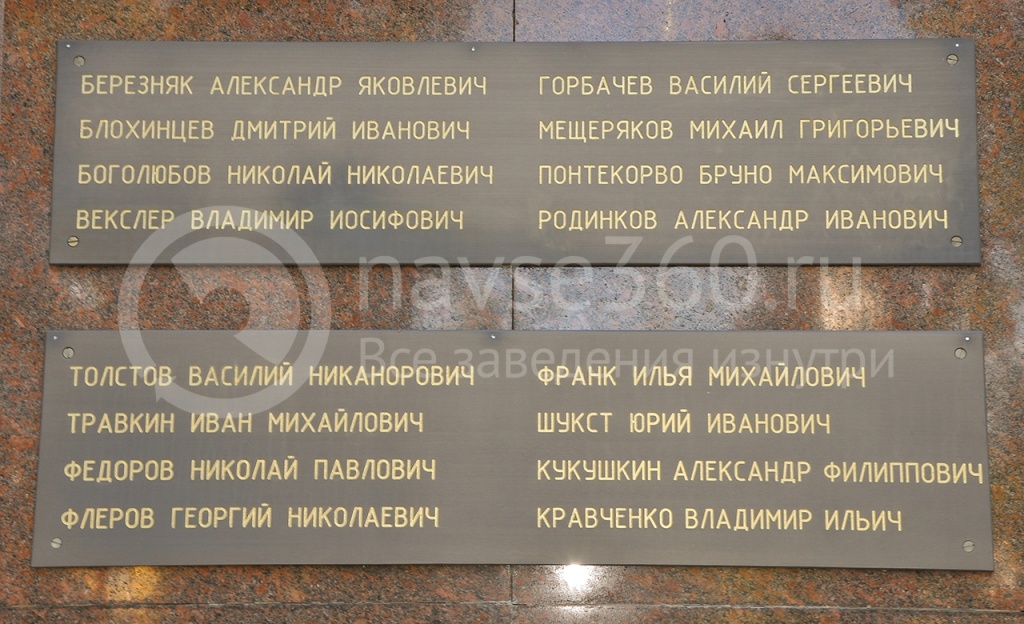 БЕРЕЗНЯК АЛЕКСАНДР ЯКОВЛЕВИЧ
БЛОХИНЦЕВ ДМИТРИЙ ИВАНОВИЧ
БОГОЛЮБОВ НИКОЛАЙ НИКОЛАЕВИЧ
ВЕКСЛЕР ВЛАДИМИР ИОСИФОВИЧ
ГОРБАЧЕВ ВАСИЛИЙ СЕРГЕЕВИЧ
МЕЩЕРЯКОВ МИХАИЛ ГРИГОРЬЕВИЧ
ПОНТЕКОРВО БРУНО МАКСИМОВИЧ
РОДИНКОВ АЛЕКСАНДР ИВАНОВИЧ
navse360.ru
Все заведения изнутри
ТОЛСТОВ ВАСИЛИЙ НИКАНОРОВИЧ
ТРАВКИН ИВАН МИХАЙЛОВИЧ
ФЕДОРОВ НИКОЛАЙ ПАВЛОВИЧ
ФЛЕРОВ ГЕОРГИЙ НИКОЛАЕВИЧ
ФРАНК ИЛЬЯ МИХАЙЛОВИЧ
ШУКСТ ЮРИЙ ИВАНОВИЧ
КУКУШКИН АЛЕКСАНДР ФИЛИППОВИЧ
КРАВЧЕНКО ВЛАДИМИР ИЛЬИЧ